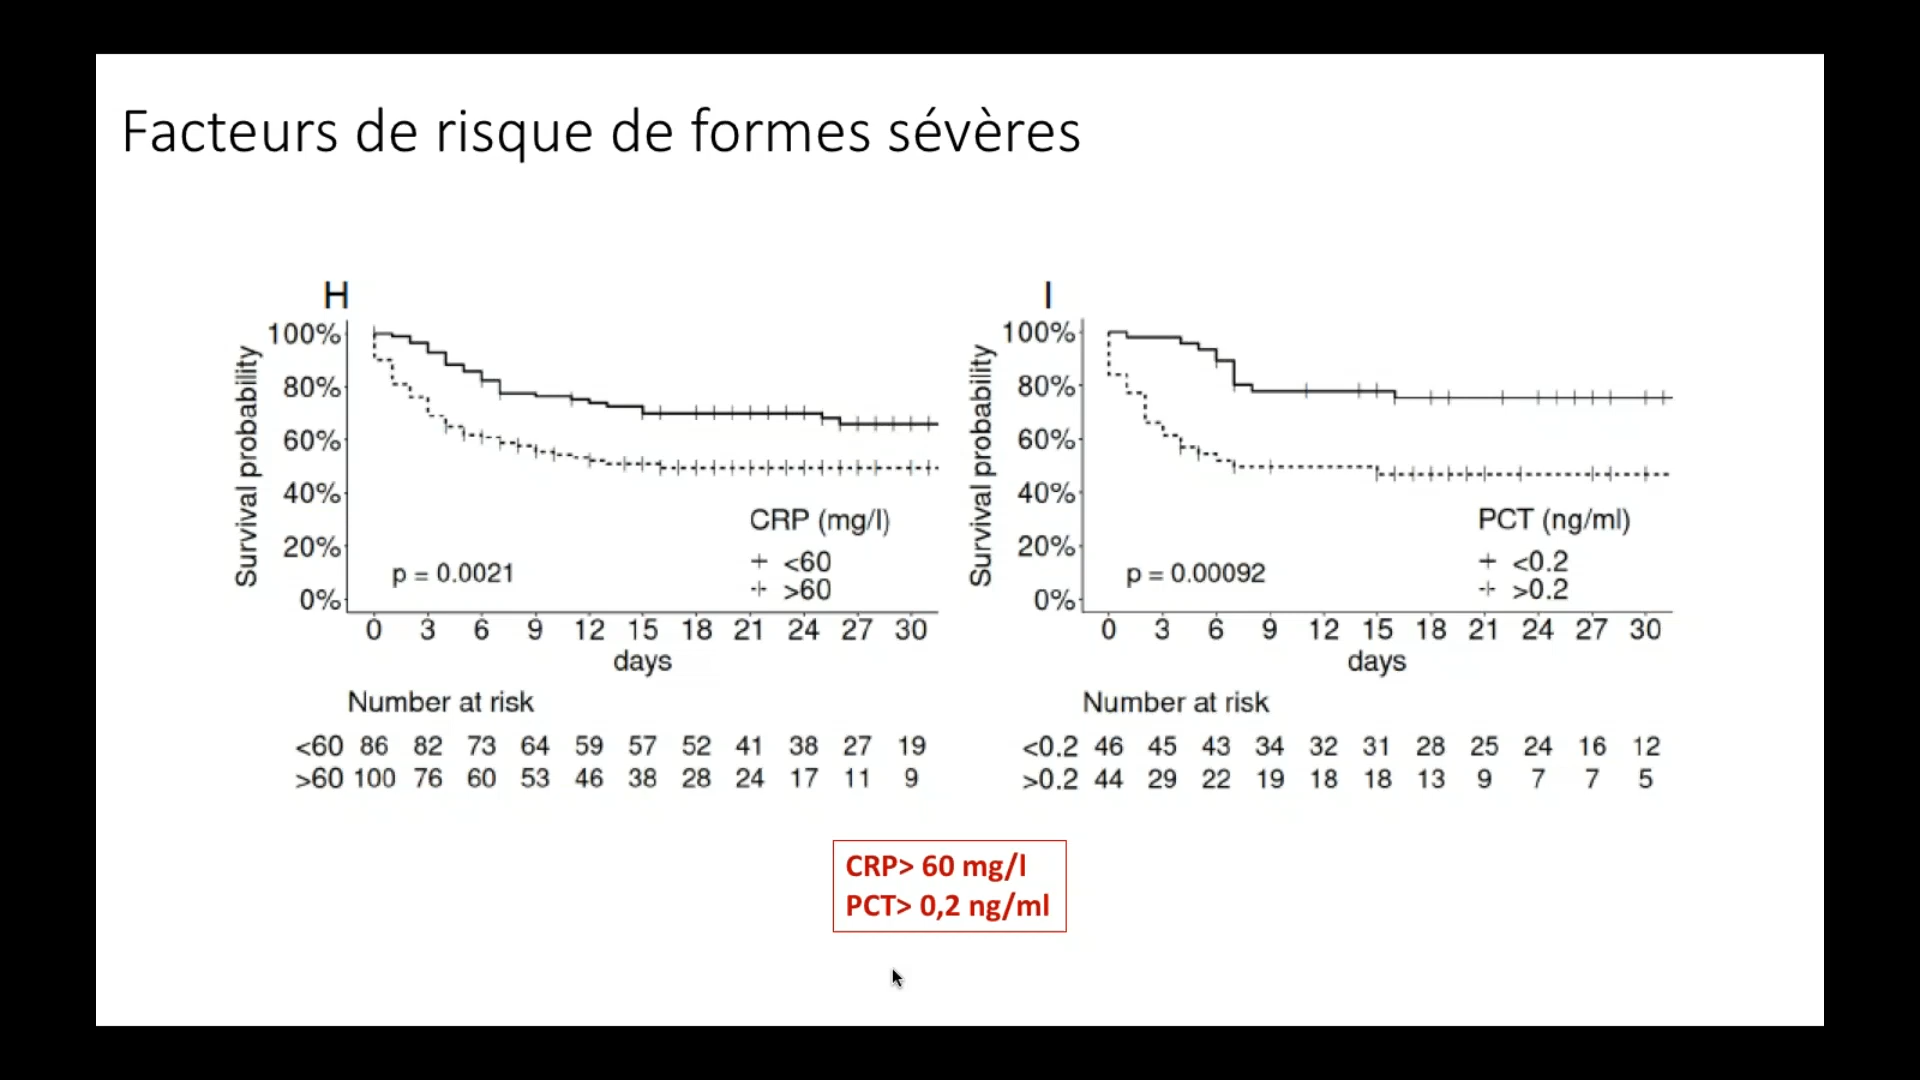 Facteurs de risque de formes sévères
H
Survival probability
100%
80%
60%
40%
20%
0%
CRP (mg/l)
<60
>60
p = 0.0021
0 3 6 9 12 15 18 21 24 27 30
days
Number at risk
<60 86 82 73 64 59 57 52 41 38 27 19
>60 100 76 60 53 46 38 28 24 17 11 9
I
Survival probability
100%
80%
60%
40%
20%
0%
PCT (ng/ml)
<0.2
>0.2
p = 0.00092
0 3 6 9 12 15 18 21 24 27 30
days
Number at risk
<0.2 46 45 43 34 32 31 28 25 24 16 12
>0.2 44 29 22 19 18 18 13 9 7 7 5
CRP> 60 mg/l
PCT> 0,2 ng/ml